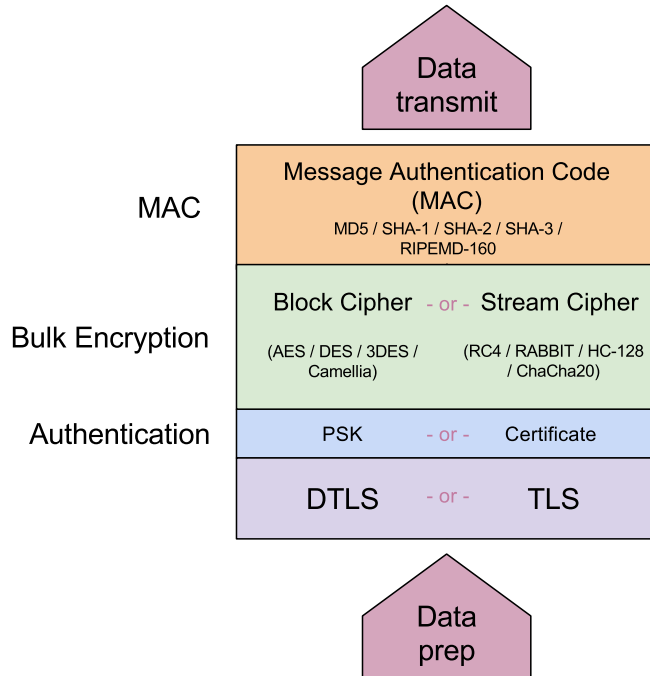 Data
transmit
MAC
Message Authentication Code
(MAC)
MD5 / SHA-1 / SHA-2 / SHA-3 /
RIPEMD-160
Bulk Encryption
Block Cipher - or - Stream Cipher
(AES / DES / 3DES /
Camellia)
(RC4 / RABBIT / HC-128
/ ChaCha20)
Authentication
PSK - or - Certificate
DTLS - or - TLS
Data
prep